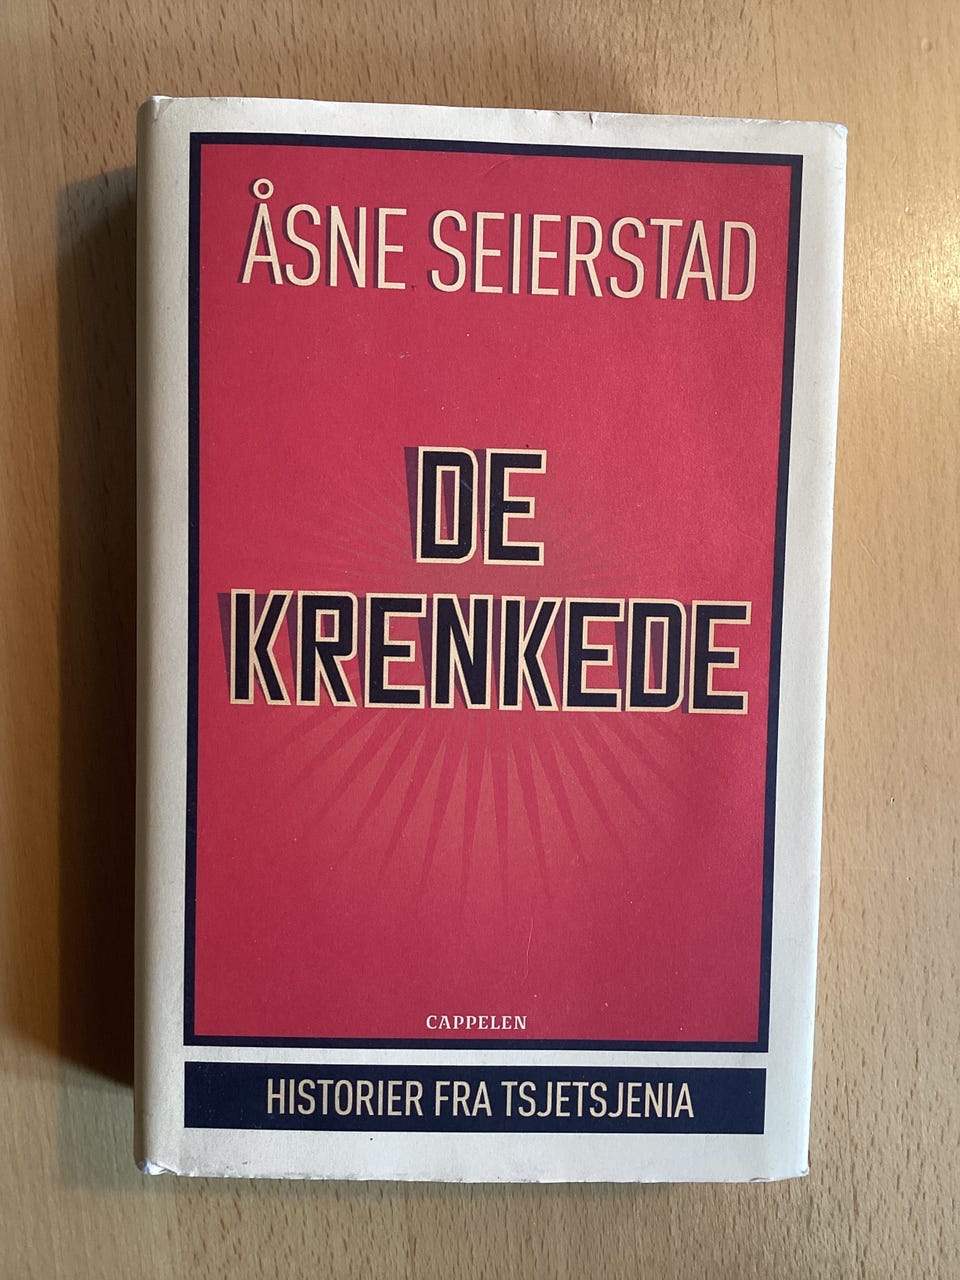 ÅSNE SEIERSTAD
DE
KRENKEDE
CAPPELEN
HISTORIER FRA TSJETSJENIA